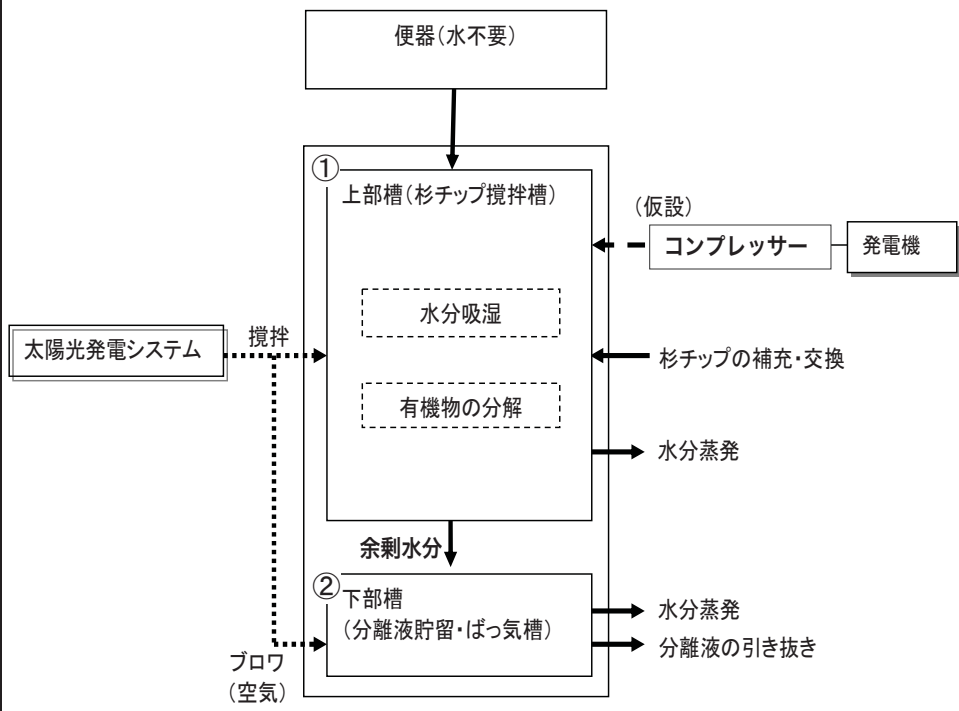 便器(水不要)
①
上部槽(杉チップ撹拌槽)
(仮設)
コンプレッサー
発電機
水分吸湿
太陽光発電システム
撹拌
杉チップの補充・交換
有機物の分解
水分蒸発
余剰水分
②
下部槽
(分離液貯留・ばっ気槽)
水分蒸発
分離液の引き抜き
ブロワ
(空気)